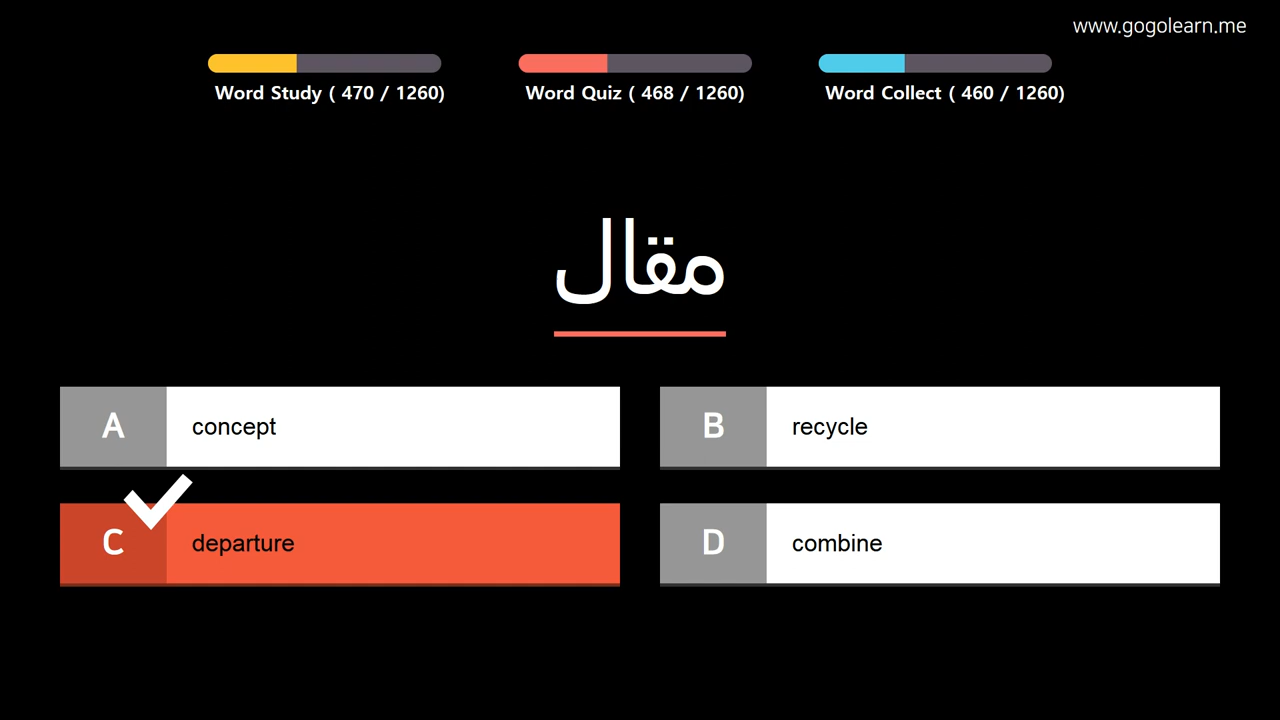 www.gogolearn.me
Word Study ( 470 / 1260)
Word Quiz ( 468 / 1260)
Word Collect ( 460 / 1260)
مقال
A concept
B recycle
C departure
D combine